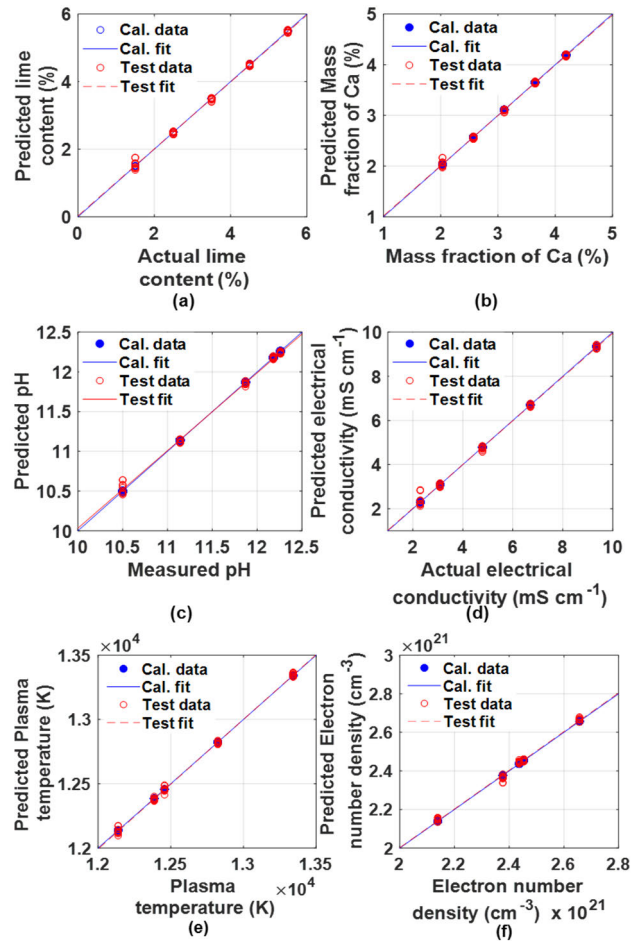 6
4
2
0
Predicted lime
content (%)
Cal. data
Cal. fit
Test data
Test fit
0 2 4 6
Actual lime
content (%)
(a)
5
4
3
2
1
Predicted Mass
fraction of Ca (%)
Cal. data
Cal. fit
Test data
Test fit
1 2 3 4 5
Mass fraction of Ca (%)
(b)
12.5
12
11.5
11
10.5
10
Predicted pH
Cal. data
Cal. fit
Test data
Test fit
10 10.5 11 11.5 12 12.5
Measured pH
(c)
10
8
6
4
2
Predicted electrical
conductivity (mS cm⁻¹)
Cal. data
Cal. fit
Test data
Test fit
2 4 6 8 10
Actual electrical
conductivity (mS cm⁻¹)
(d)
×10⁴
1.35
1.3
1.25
1.2
Predicted Plasma
temperature (K)
Cal. data
Cal. fit
Test data
Test fit
1.2 1.25 1.3 1.35
×10⁴
Plasma
temperature (K)
(e)
×10²¹
3
2.8
2.6
2.4
2.2
2
Predicted Electron
number density (cm⁻³)
Cal. data
Cal. fit
Test data
Test fit
2 2.2 2.4 2.6 2.8
Electron number
density (cm⁻³) x 10²¹
(f)